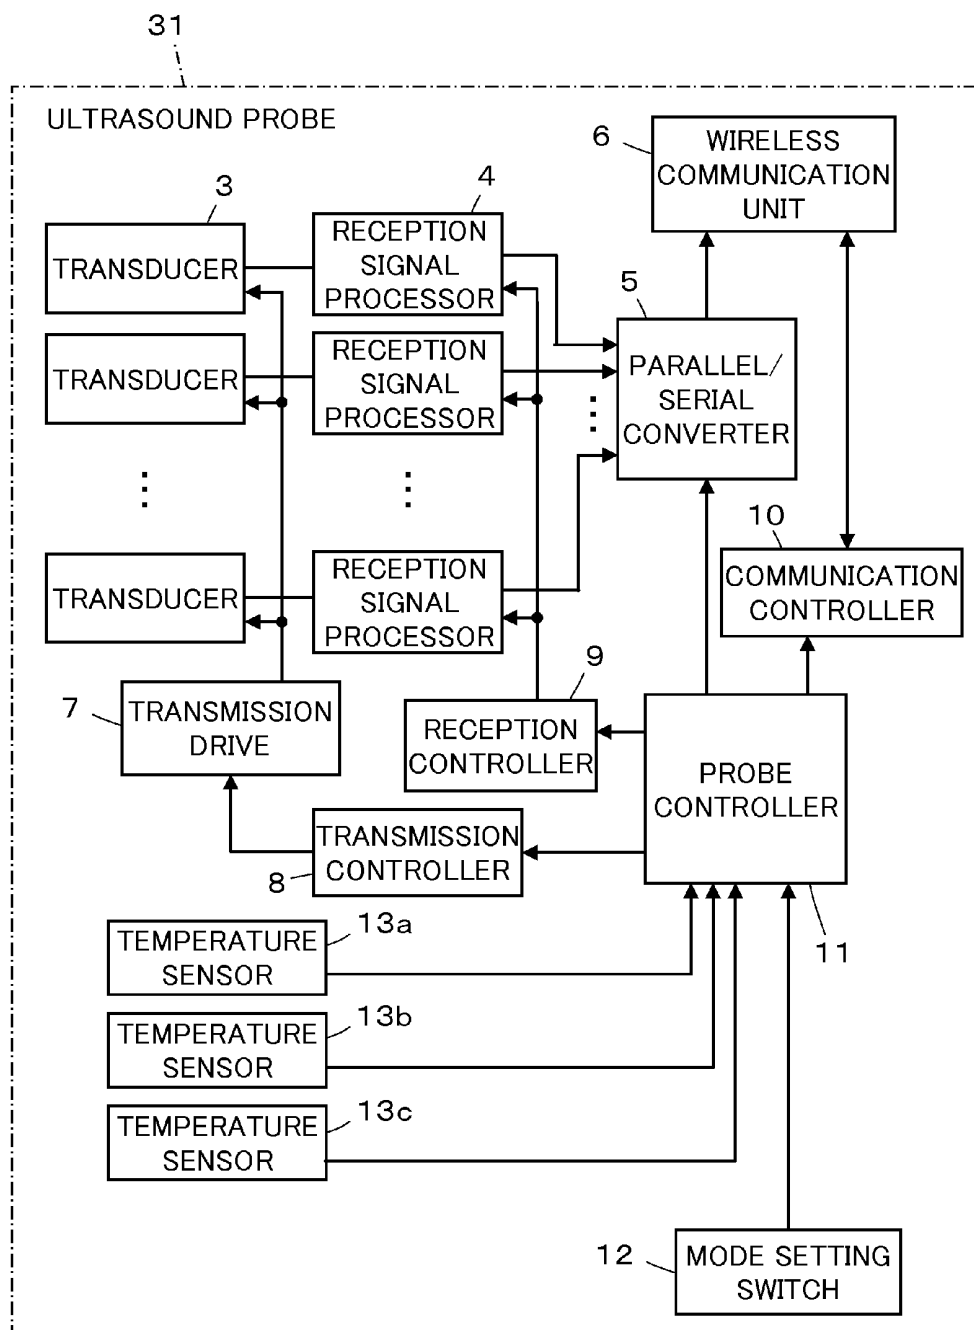 31
ULTRASOUND PROBE
6
WIRELESS
COMMUNICATION
UNIT
3
4
TRANSDUCER
RECEPTION
SIGNAL
PROCESSOR
5
PARALLEL/
SERIAL
CONVERTER
TRANSDUCER
RECEPTION
SIGNAL
PROCESSOR
10
COMMUNICATION
CONTROLLER
TRANSDUCER
RECEPTION
SIGNAL
PROCESSOR
7
TRANSMISSION
DRIVE
9
RECEPTION
CONTROLLER
PROBE
CONTROLLER
8
TRANSMISSION
CONTROLLER
11
TEMPERATURE
SENSOR
13a
TEMPERATURE
SENSOR
13b
TEMPERATURE
SENSOR
13c
12
MODE SETTING
SWITCH